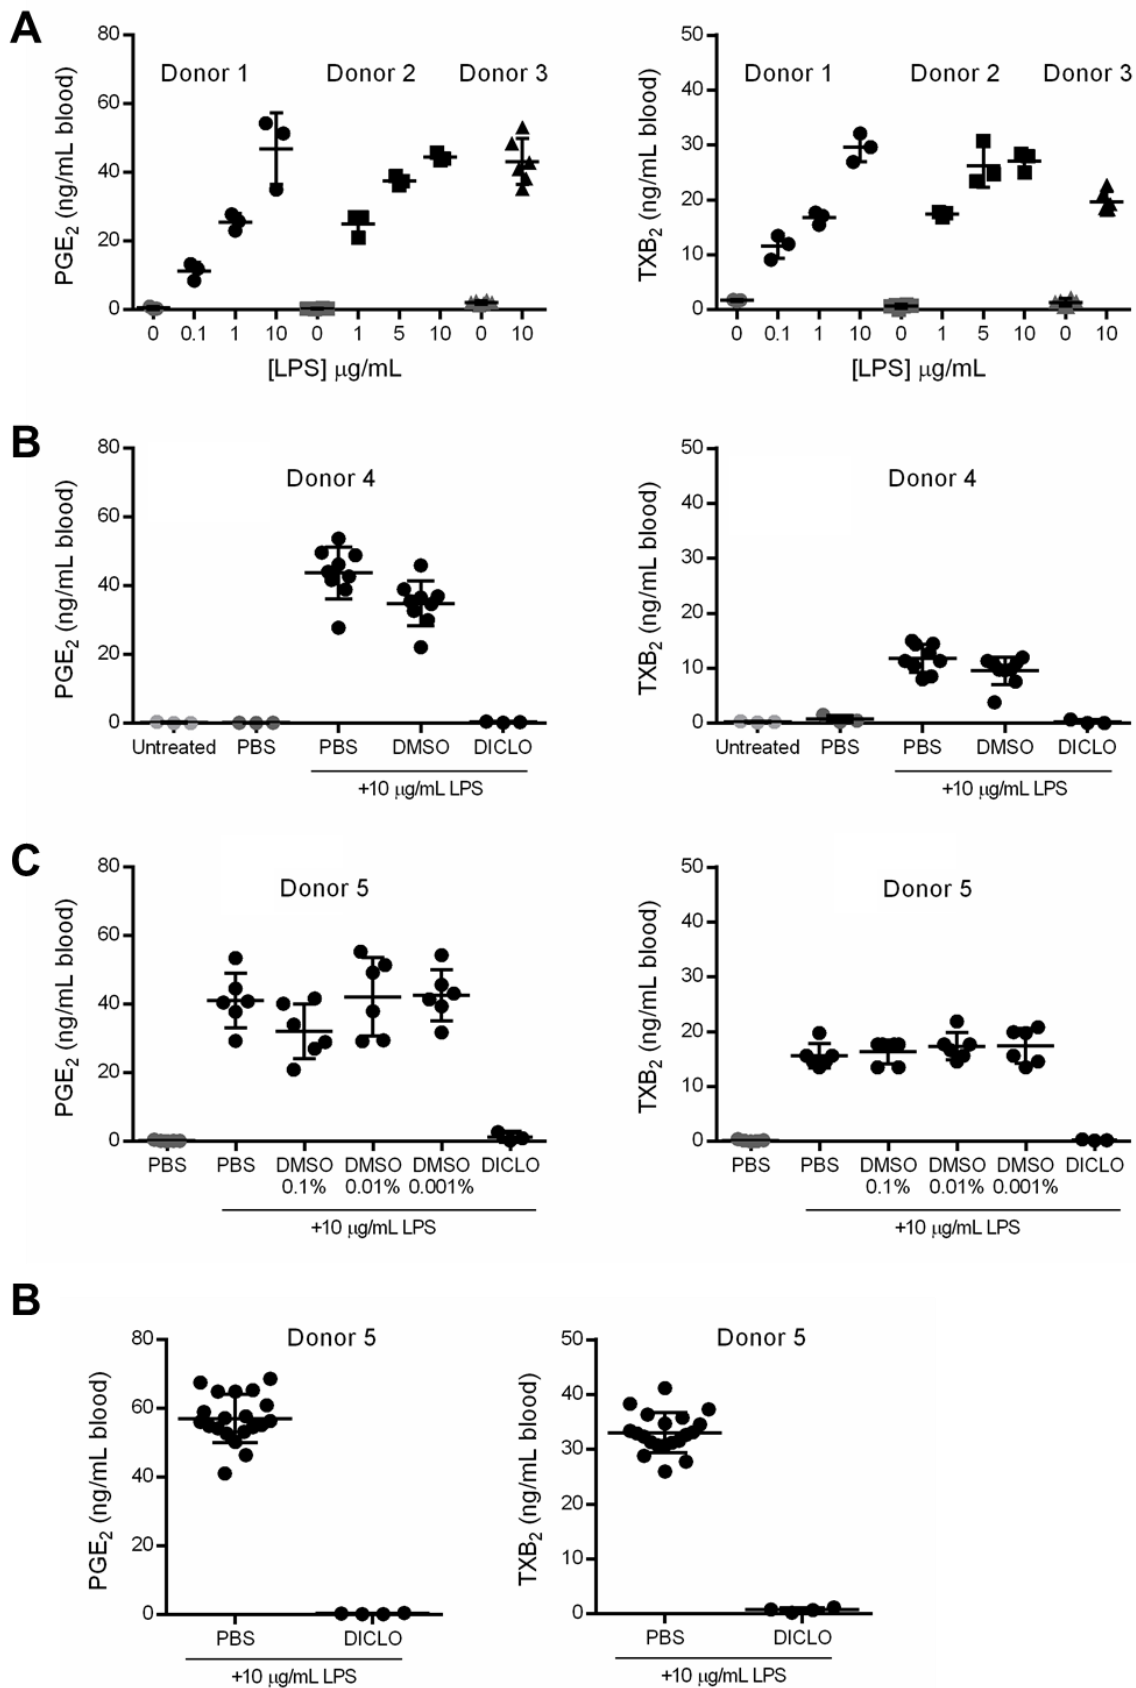 A
PGE2 (ng/mL blood)
80
60
40
20
0
Donor 1
Donor 2
Donor 3
0 0.1 1 10 0 1 5 10 0 10
[LPS] μg/mL
TXB2 (ng/mL blood)
50
40
30
20
10
0
Donor 1
Donor 2
Donor 3
0 0.1 1 10 0 1 5 10 0 10
[LPS] μg/mL
B
PGE2 (ng/mL blood)
80
60
40
20
0
Donor 4
Untreated PBS PBS DMSO DICLO
+10 μg/mL LPS
TXB2 (ng/mL blood)
50
40
30
20
10
0
Donor 4
Untreated PBS PBS DMSO DICLO
+10 μg/mL LPS
C
PGE2 (ng/mL blood)
80
60
40
20
0
Donor 5
PBS PBS DMSO DMSO DMSO DICLO
0.1% 0.01% 0.001%
+10 μg/mL LPS
TXB2 (ng/mL blood)
50
40
30
20
10
0
Donor 5
PBS PBS DMSO DMSO DMSO DICLO
0.1% 0.01% 0.001%
+10 μg/mL LPS
B
PGE2 (ng/mL blood)
80
60
40
20
0
Donor 5
PBS DICLO
+10 μg/mL LPS
TXB2 (ng/mL blood)
50
40
30
20
10
0
Donor 5
PBS DICLO
+10 μg/mL LPS